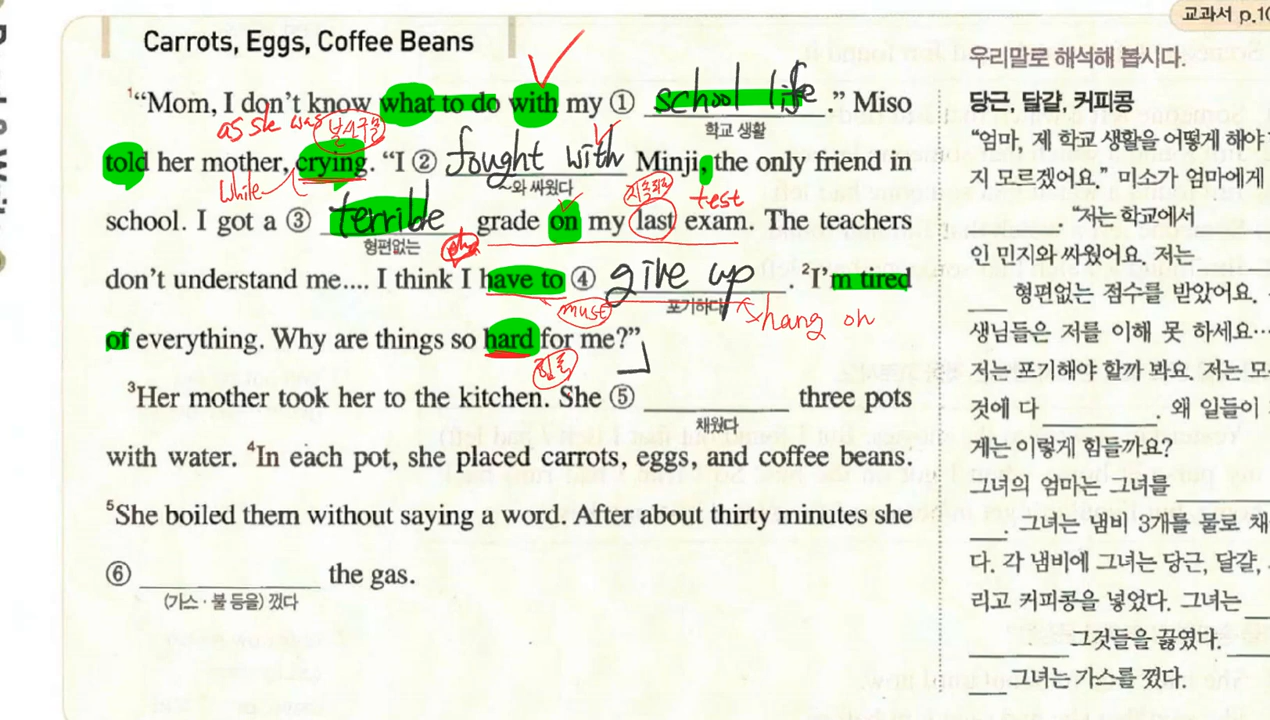 교과서 p.10
Carrots, Eggs, Coffee Beans
1"Mom, I don't know what to do with my ① school life ." Miso
학교 생활
as she was 분사구문
told her mother, crying. "I ② fought with Minji, the only friend in
while
와 싸웠다
test
school. I got a ③ terrible grade on my last exam. The teachers
형편없는
don't understand me.... I think I have to ④ give up . 2I'm tired
must
포기하다
hang on
of everything. Why are things so hard for me?"
힘든
3Her mother took her to the kitchen. She ⑤ three pots
채웠다
with water. 4In each pot, she placed carrots, eggs, and coffee beans.
5She boiled them without saying a word. After about thirty minutes she
⑥ the gas.
(가스·불 등을) 껐다
우리말로 해석해 봅시다.
당근, 달걀, 커피콩
"엄마, 제 학교 생활을 어떻게 해야
지 모르겠어요." 미소가 엄마에게
"저는 학교에서
인 민지와 싸웠어요. 저는
형편없는 점수를 받았어요.
생님들은 저를 이해 못 하세요…
저는 포기해야 할까 봐요. 저는 모
것에 다 . 왜 일들이
게는 이렇게 힘들까요?
그녀의 엄마는 그녀를
. 그녀는 냄비 3개를 물로 채
다. 각 냄비에 그녀는 당근, 달걀,
리고 커피콩을 넣었다. 그녀는
그것들을 끓였다.
그녀는 가스를 껐다.